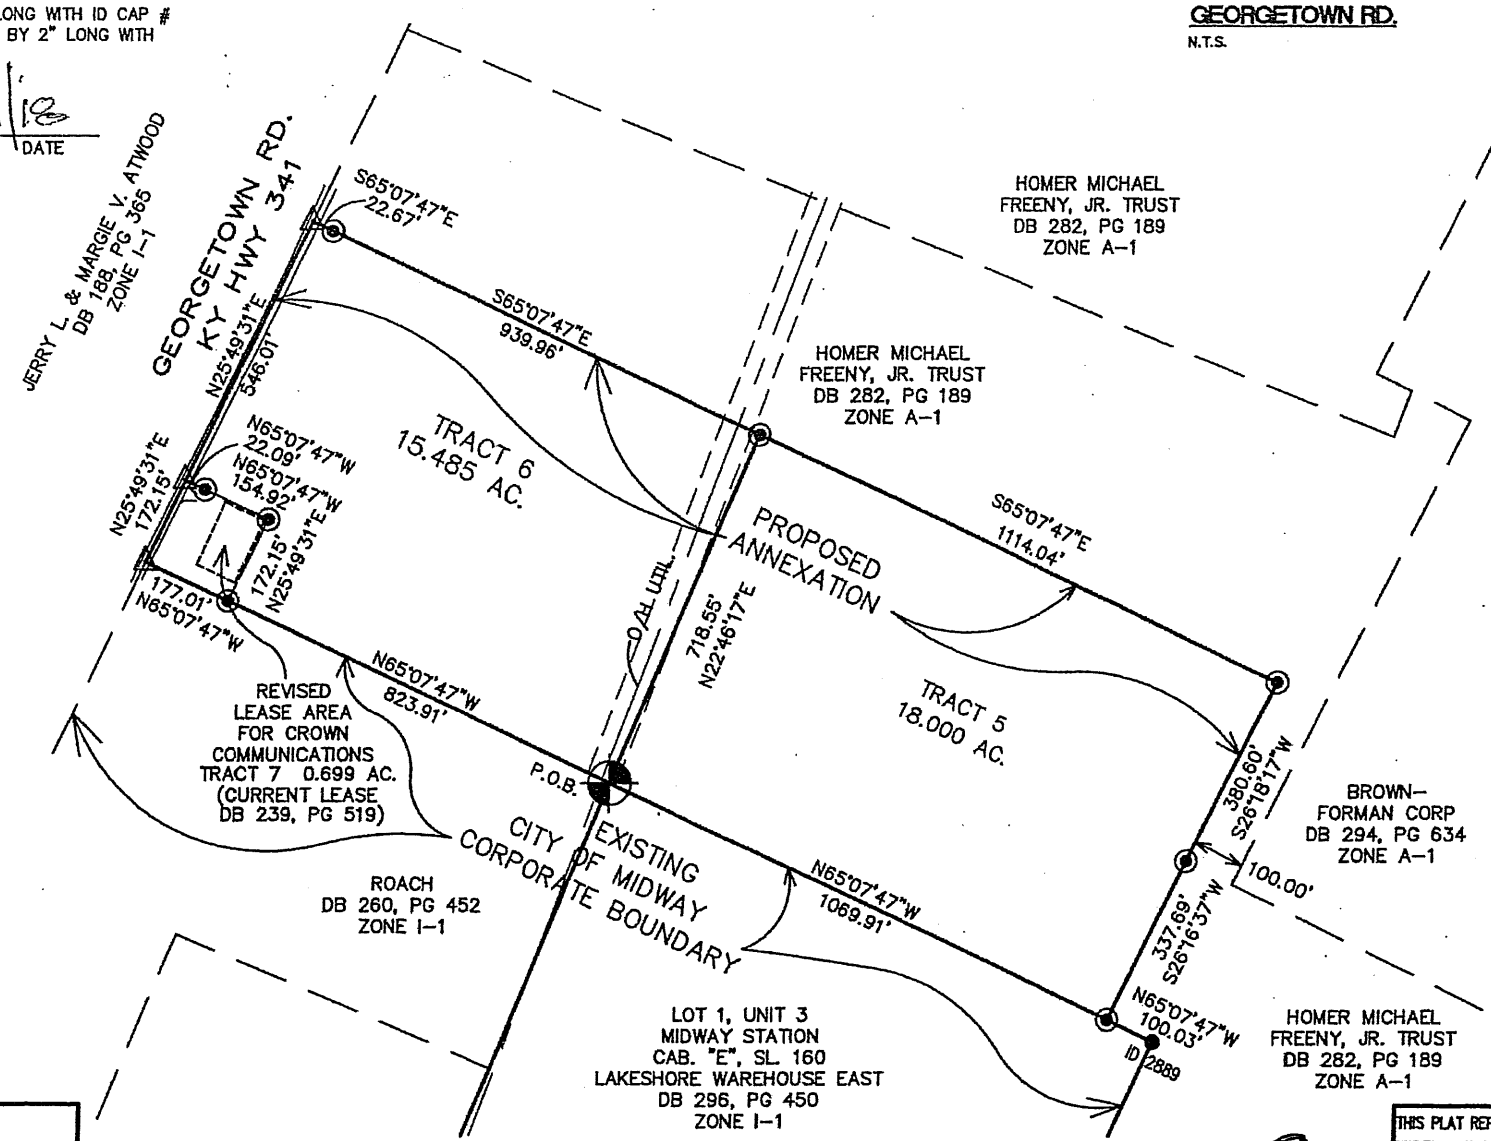 LONG WITH ID CAP #
BY 2" LONG WITH
18
DATE
GEORGETOWN RD.
N.T.S.
JERRY L. & MARGIE V. ATWOOD
DB 188, PG 365
ZONE I-1
GEORGETOWN RD.
KY HWY 341
S65°07'47"E
22.67'
HOMER MICHAEL
FREENY, JR. TRUST
DB 282, PG 189
ZONE A-1
N25°49'31"E
546.01'
S65°07'47"E
939.96'
HOMER MICHAEL
FREENY, JR. TRUST
DB 282, PG 189
ZONE A-1
TRACT 6
15.485 AC.
N65°07'47"W
22.09'
N65°07'47"W
154.92'
N25°49'31"E
172.15'
172.15'
N25°49'31"E
S65°07'47"E
1114.04'
PROPOSED
ANNEXATION
O/H. UTIL.
718.55'
N22°46'17"E
177.01'
N65°07'47"W
N65°07'47"W
823.91'
TRACT 5
18.000 AC.
REVISED
LEASE AREA
FOR CROWN
COMMUNICATIONS
TRACT 7 0.699 AC.
(CURRENT LEASE
DB 239, PG 519)
P.O.B.
380.60'
S26°18'17"W
BROWN-
FORMAN CORP
DB 294, PG 634
ZONE A-1
EXISTING
CITY OF MIDWAY
CORPORATE BOUNDARY
100.00'
N65°07'47"W
1069.91'
ROACH
DB 260, PG 452
ZONE I-1
337.69'
S26°16'37"W
N65°07'47"W
100.03'
ID 2889
LOT 1, UNIT 3
MIDWAY STATION
CAB. "E", SL. 160
LAKESHORE WAREHOUSE EAST
DB 296, PG 450
ZONE I-1
HOMER MICHAEL
FREENY, JR. TRUST
DB 282, PG 189
ZONE A-1
THIS PLAT